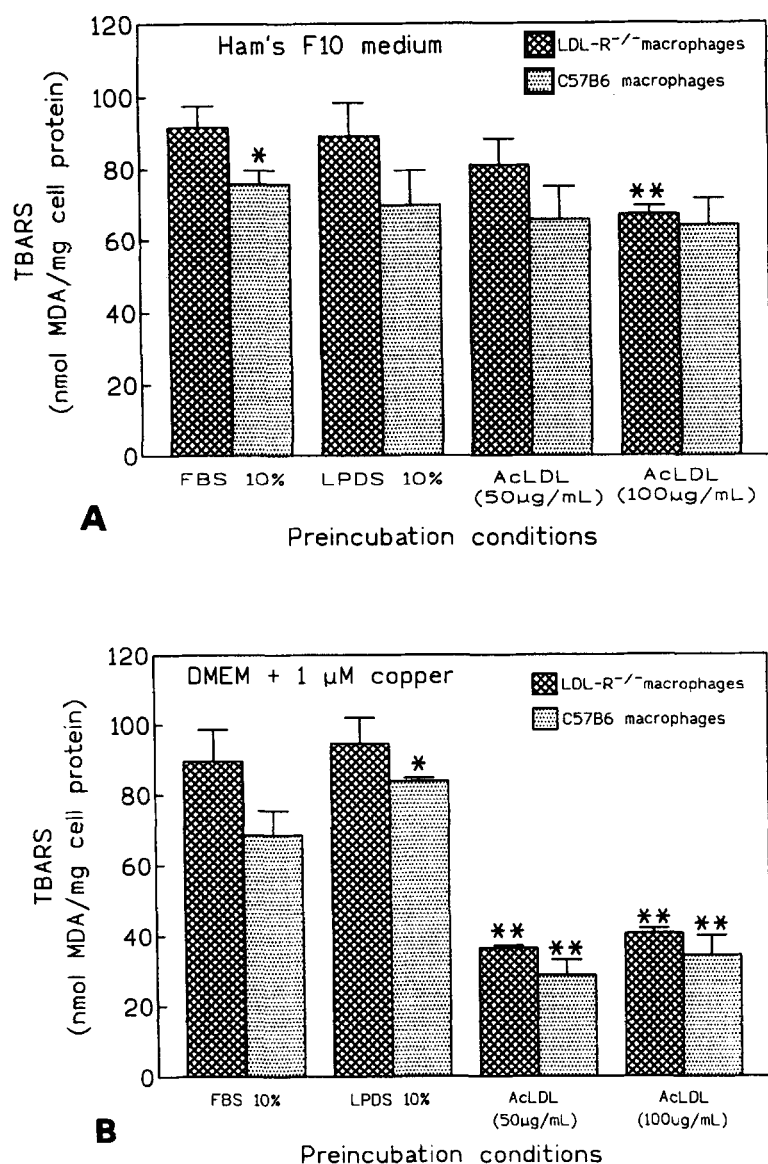 120
100
80
60
40
20
0
TBARS
(nmol MDA/mg cell protein)
Ham's F10 medium
LDL-R⁻/⁻macrophages
C57B6 macrophages
*
**
FBS 10%
LPDS 10%
AcLDL
(50µg/mL)
AcLDL
(100µg/mL)
A
Preincubation conditions
120
100
80
60
40
20
0
TBARS
(nmol MDA/mg cell protein)
DMEM + 1 µM copper
LDL-R⁻/⁻macrophages
C57B6 macrophages
*
**
**
**
**
FBS 10%
LPDS 10%
AcLDL
(50µg/mL)
AcLDL
(100ug/mL)
B
Preincubation conditions